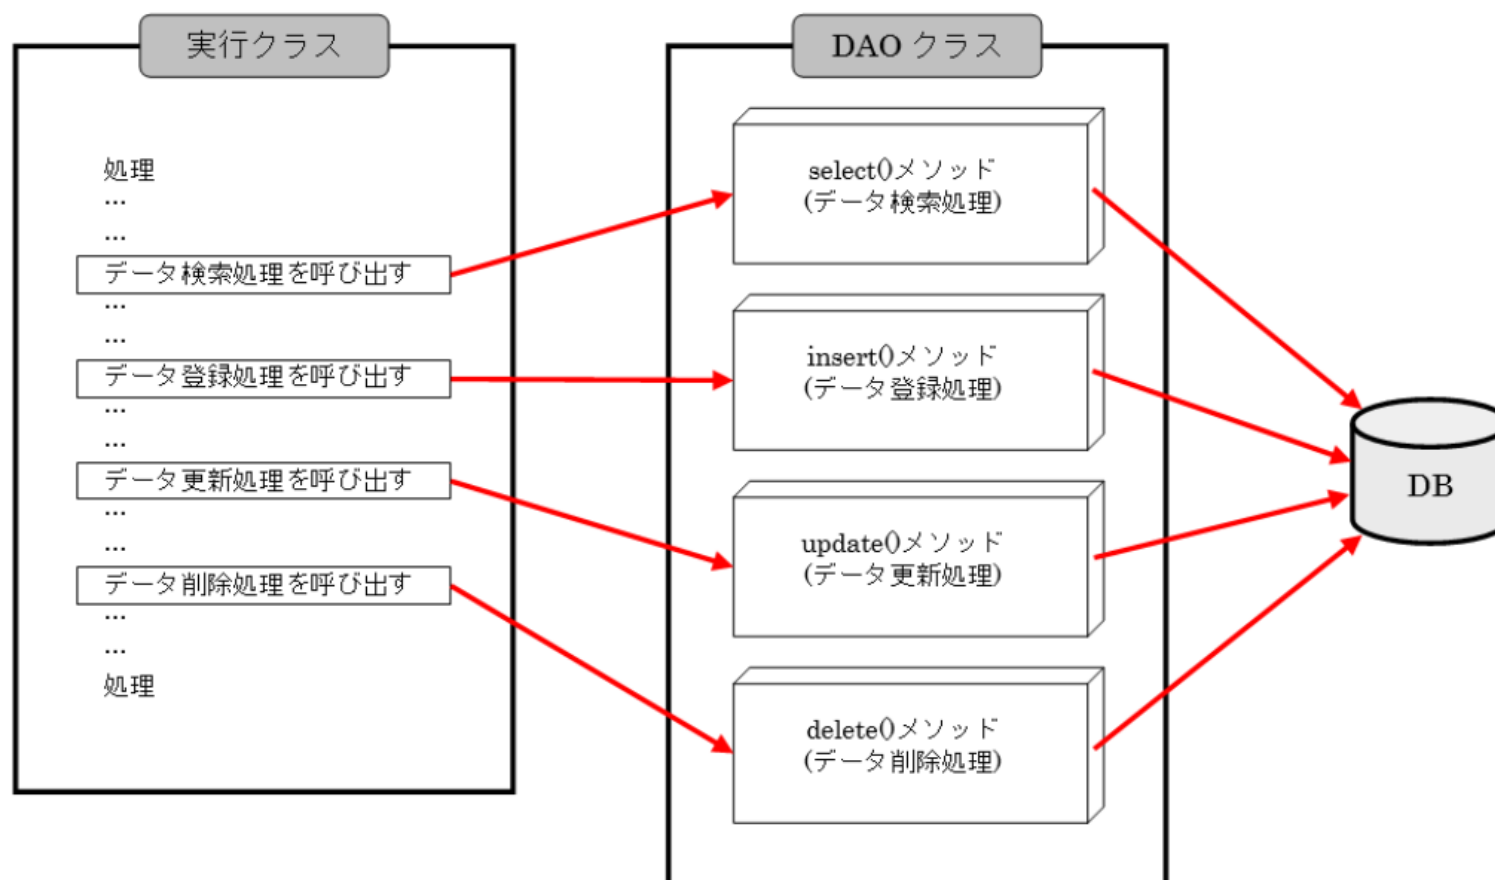 実行クラス
処理
…
…
データ検索処理を呼び出す
…
…
データ登録処理を呼び出す
…
…
データ更新処理を呼び出す
…
…
データ削除処理を呼び出す
…
…
処理
DAO クラス
select()メソッド
(データ検索処理)
insert()メソッド
(データ登録処理)
update()メソッド
(データ更新処理)
delete()メソッド
(データ削除処理)
DB